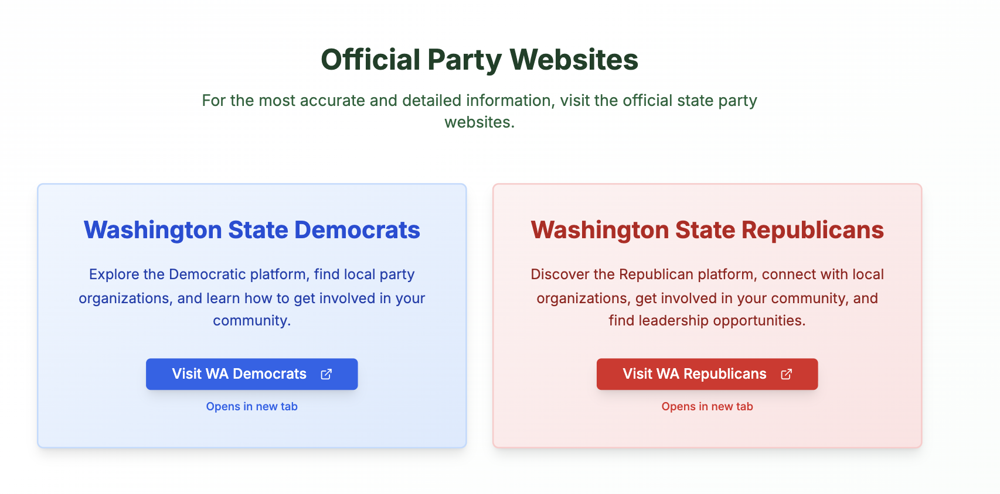 Official Party Websites
For the most accurate and detailed information, visit the official state party
websites.
Washington State Democrats
Explore the Democratic platform, find local party
organizations, and learn how to get involved in your
community.
Visit WA Democrats
Opens in new tab
Washington State Republicans
Discover the Republican platform, connect with local
organizations, get involved in your community, and
find leadership opportunities.
Visit WA Republicans
Opens in new tab